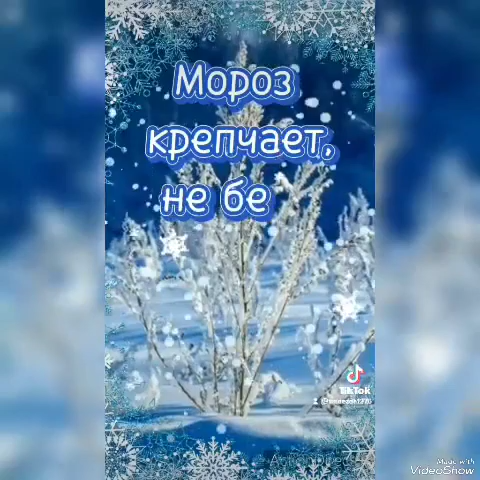 Мороз
крепчает,
не бе
TikTok
Made with
VideoShow